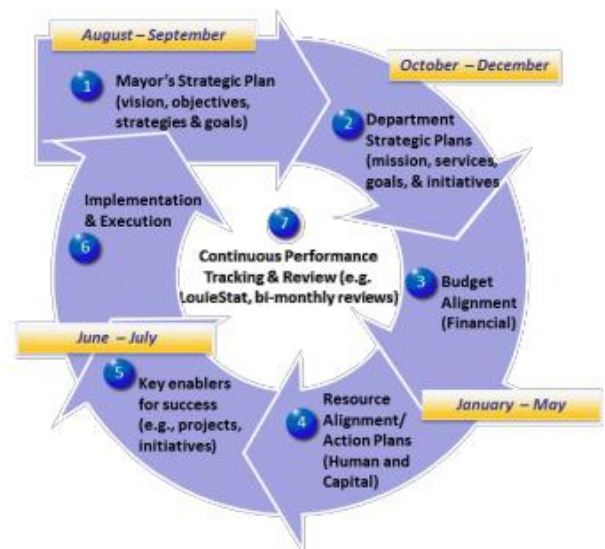 August – September
1
Mayor's Strategic Plan
(vision, objectives,
strategies & goals)
October – December
2
Department
Strategic Plans
(mission, services,
goals, & initiatives
3
Budget
Alignment
(Financial)
January – May
4
Resource
Alignment/
Action Plans
(Human and
Capital)
June – July
5
Key enablers
for success
(e.g., projects,
initiatives)
Implementation
& Execution
6
7
Continuous Performance
Tracking & Review (e.g.
LouieStat, bi-monthly reviews)